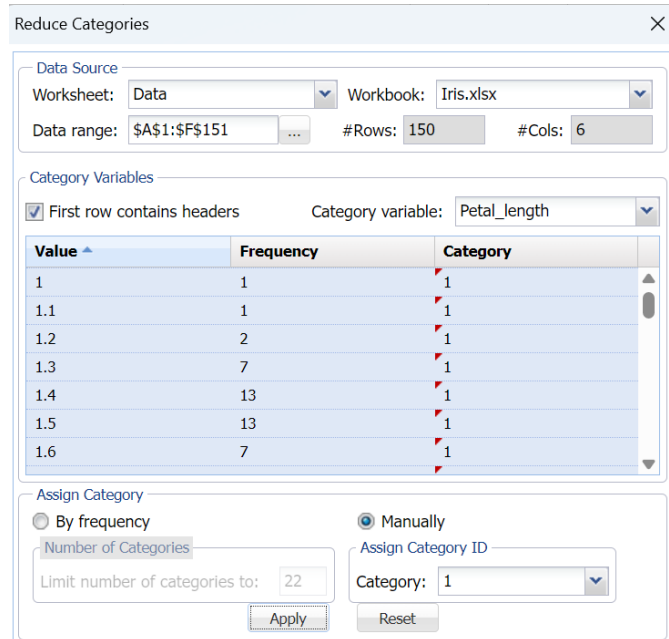 Reduce Categories
Data Source
Worksheet: Data Workbook: Iris.xlsx
Data range: $A$1:$F$151 ... #Rows: 150 #Cols: 6
Category Variables
First row contains headers Category variable: Petal_length
Value Frequency Category
1 1 1
1.1 1 1
1.2 2 1
1.3 7 1
1.4 13 1
1.5 13 1
1.6 7 1
Assign Category
By frequency Manually
Number of Categories Assign Category ID
Limit number of categories to: 22 Category: 1
Apply Reset